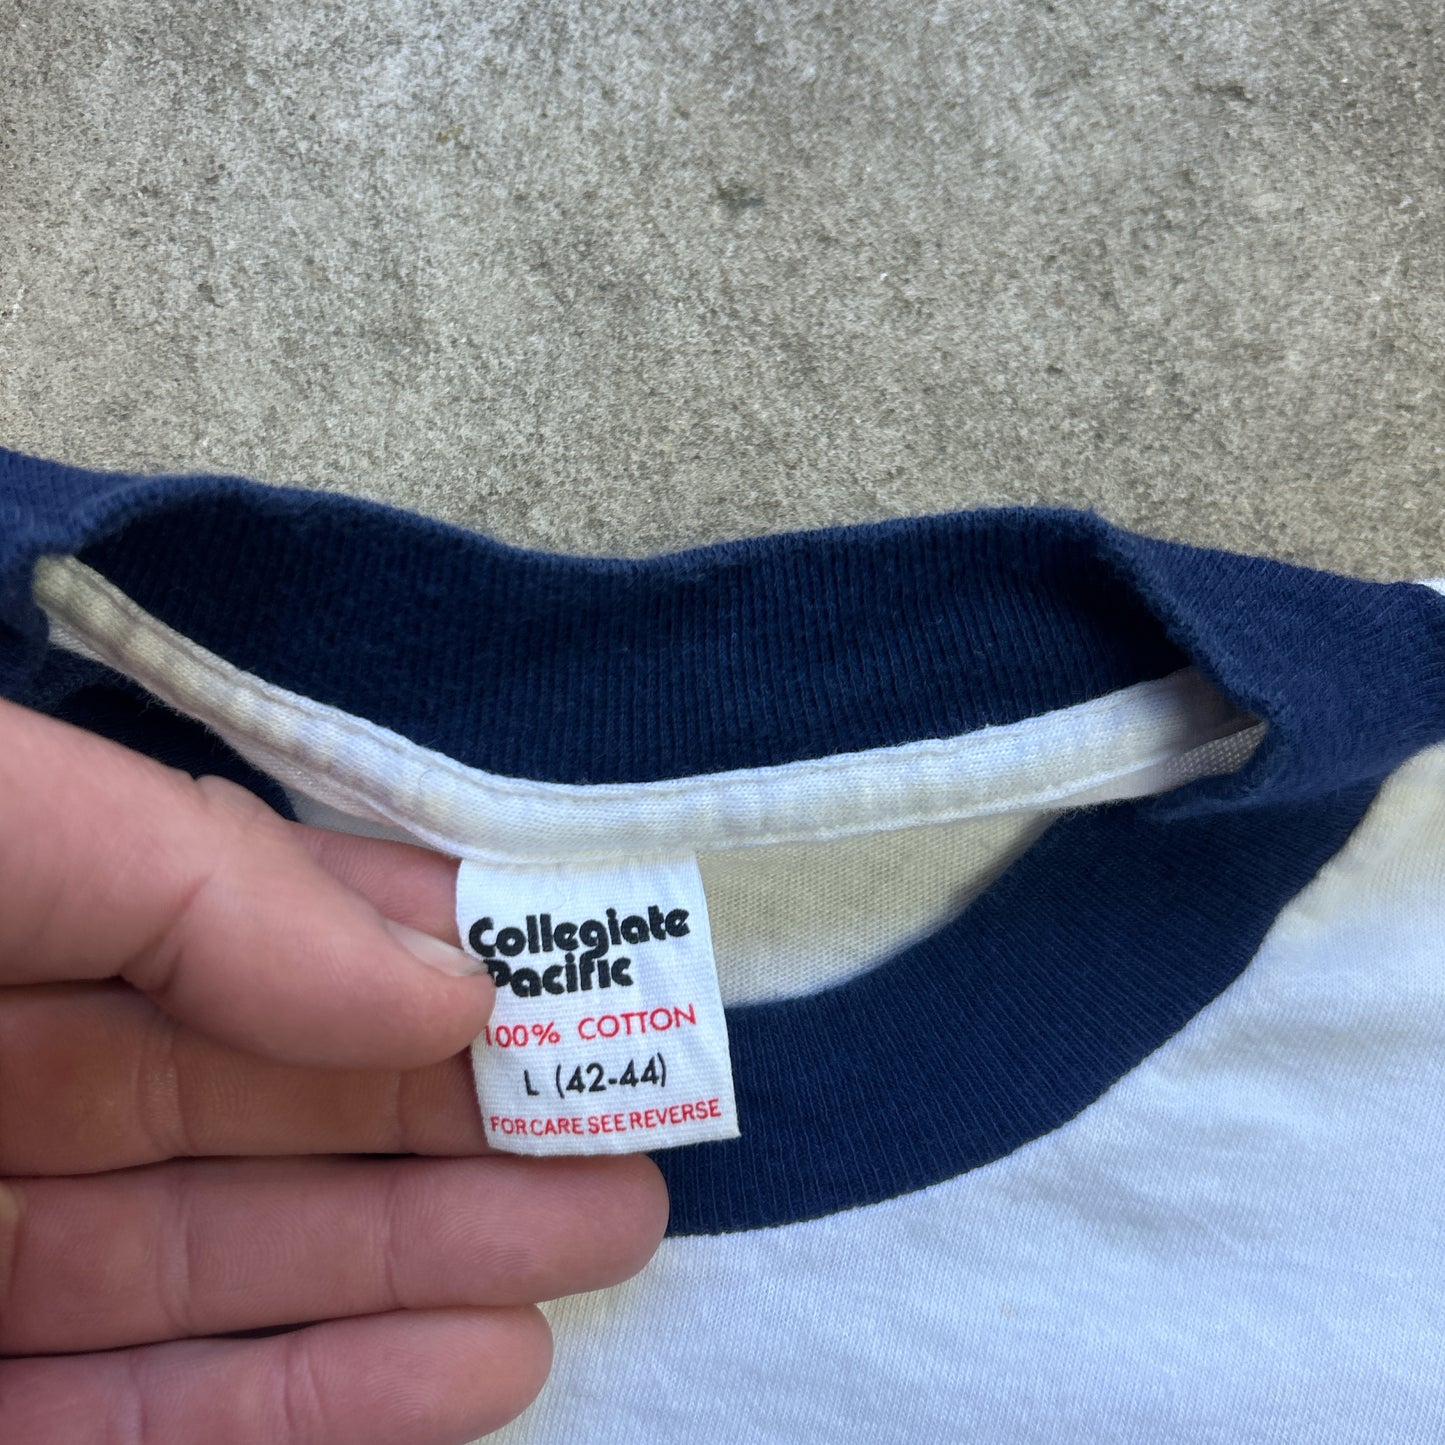 Collegiate
Pacific
100% COTTON
L (42-44)
FOR CARE SEE REVERSE